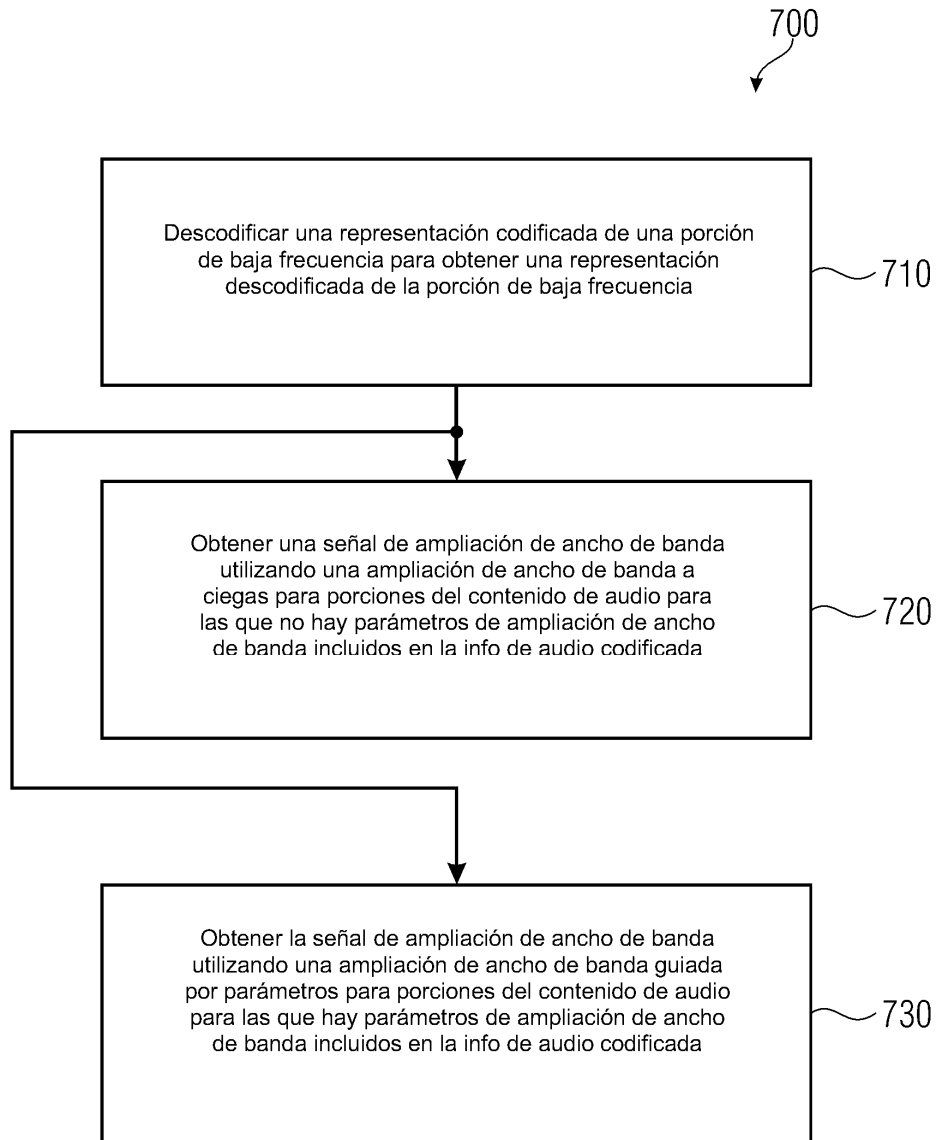 700
Descodificar una representación codificada de una porción
de baja frecuencia para obtener una representación
descodificada de la porción de baja frecuencia
710
Obtener una señal de ampliación de ancho de banda
utilizando una ampliación de ancho de banda a
ciegas para porciones del contenido de audio para
las que no hay parámetros de ampliación de ancho
de banda incluidos en la info de audio codificada
720
Obtener la señal de ampliación de ancho de banda
utilizando una ampliación de ancho de banda guiada
por parámetros para porciones del contenido de audio
para las que hay parámetros de ampliación de ancho
de banda incluidos en la info de audio codificada
730